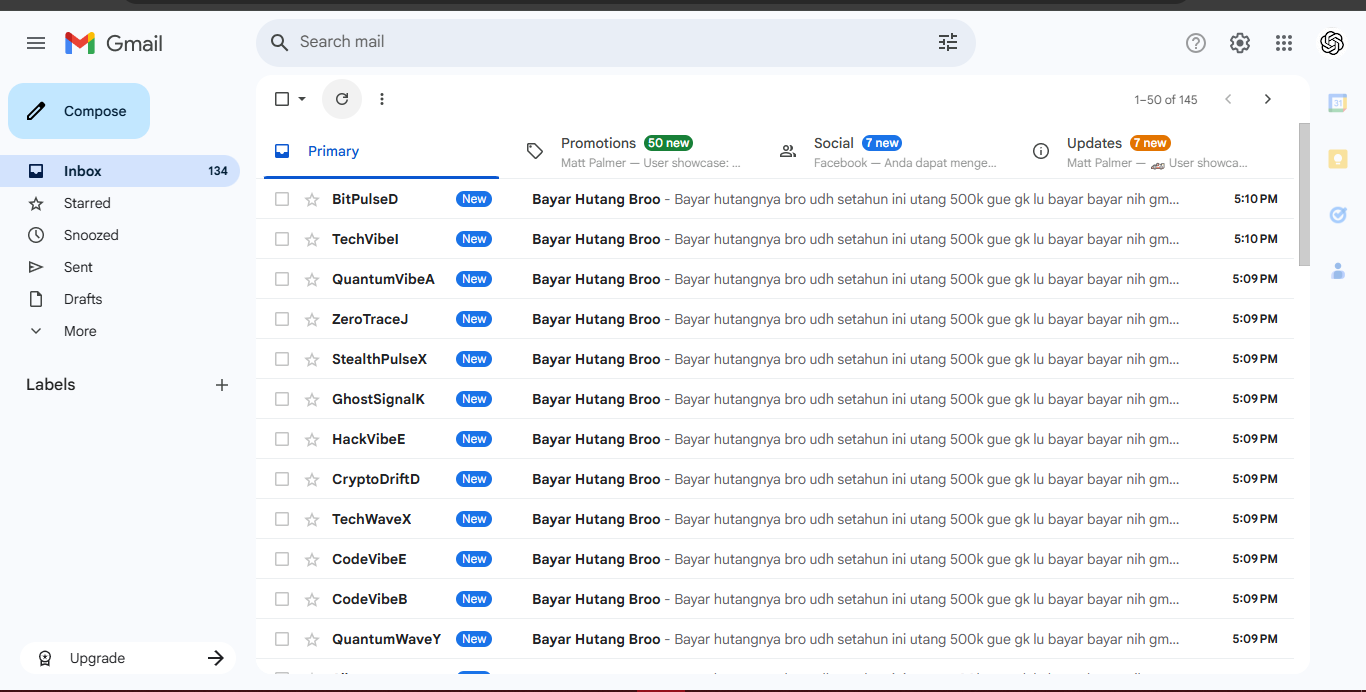 Gmail
Search mail
Compose
1–50 of 145
Inbox 134
Starred
Snoozed
Sent
Drafts
More
Labels
Upgrade
Primary
Promotions 50 new
Matt Palmer — User showcase: ...
Social 7 new
Facebook — Anda dapat menge...
Updates 7 new
Matt Palmer — User showca...
31
BitPulseD New Bayar Hutang Broo - Bayar hutangnya bro udh setahun ini utang 500k gue gk lu bayar bayar nih gm... 5:10 PM
TechVibeI New Bayar Hutang Broo - Bayar hutangnya bro udh setahun ini utang 500k gue gk lu bayar bayar nih gm... 5:10 PM
QuantumVibeA New Bayar Hutang Broo - Bayar hutangnya bro udh setahun ini utang 500k gue gk lu bayar bayar nih gm... 5:09 PM
ZeroTraceJ New Bayar Hutang Broo - Bayar hutangnya bro udh setahun ini utang 500k gue gk lu bayar bayar nih gm... 5:09 PM
StealthPulseX New Bayar Hutang Broo - Bayar hutangnya bro udh setahun ini utang 500k gue gk lu bayar bayar nih gm... 5:09 PM
GhostSignalK New Bayar Hutang Broo - Bayar hutangnya bro udh setahun ini utang 500k gue gk lu bayar bayar nih gm... 5:09 PM
HackVibeE New Bayar Hutang Broo - Bayar hutangnya bro udh setahun ini utang 500k gue gk lu bayar bayar nih gm... 5:09 PM
CryptoDriftD New Bayar Hutang Broo - Bayar hutangnya bro udh setahun ini utang 500k gue gk lu bayar bayar nih gm... 5:09 PM
TechWaveX New Bayar Hutang Broo - Bayar hutangnya bro udh setahun ini utang 500k gue gk lu bayar bayar nih gm... 5:09 PM
CodeVibeE New Bayar Hutang Broo - Bayar hutangnya bro udh setahun ini utang 500k gue gk lu bayar bayar nih gm... 5:09 PM
CodeVibeB New Bayar Hutang Broo - Bayar hutangnya bro udh setahun ini utang 500k gue gk lu bayar bayar nih gm... 5:09 PM
QuantumWaveY New Bayar Hutang Broo - Bayar hutangnya bro udh setahun ini utang 500k gue gk lu bayar bayar nih gm... 5:09 PM